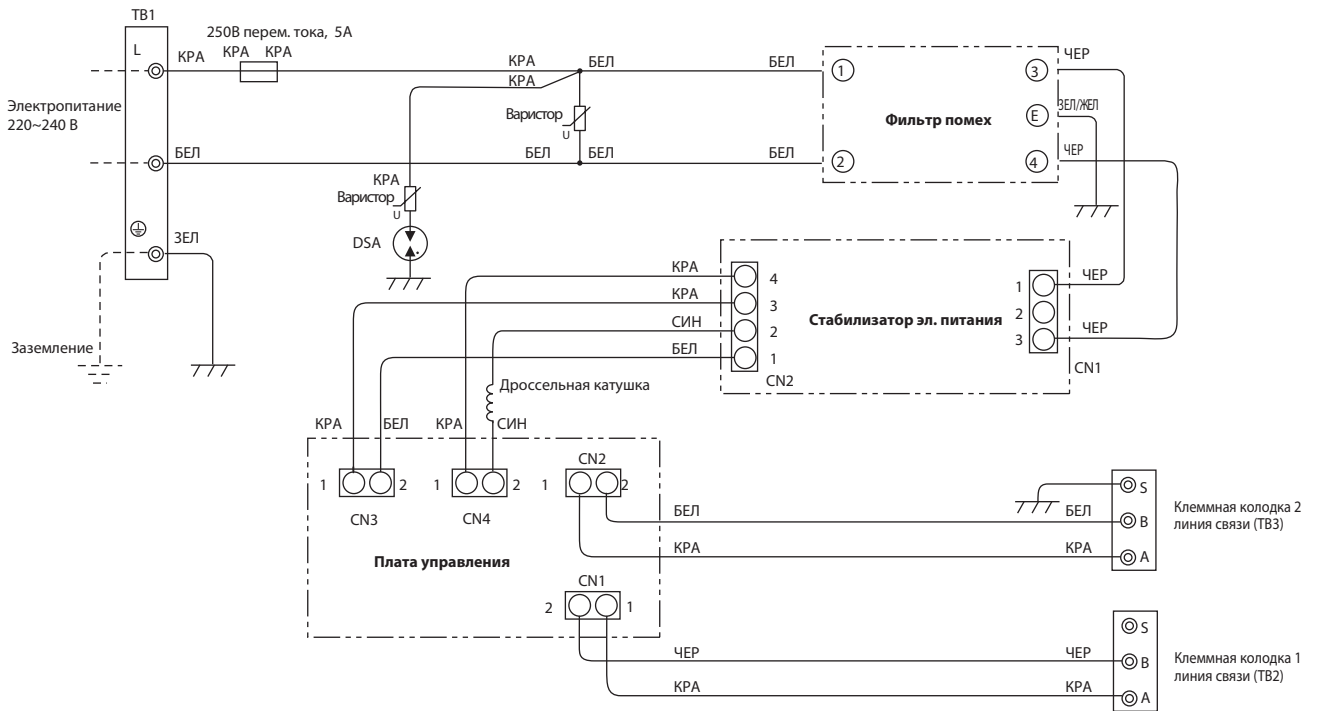 TB1
250В перем. тока, 5А
L
КРА
КРА КРА
КРА
БЕЛ
БЕЛ
КРА
1
3
ЧЕР
Электропитание
220~240 В
Варистор
U
Фильтр помех
E
ЗЕЛ/ЖЕЛ
БЕЛ
БЕЛ
БЕЛ
БЕЛ
2
4
ЧЕР
КРА
Варистор
U
ЗЕЛ
DSA
КРА
4
КРА
3
СИН
2
БЕЛ
1
CN2
Стабилизатор эл. питания
1
2
3
ЧЕР
ЧЕР
CN1
Заземление
Дроссельная катушка
КРА
БЕЛ
КРА
СИН
1
2
CN3
1
2
CN4
CN2
1
2
БЕЛ
БЕЛ
КРА
КРА
S
B
A
Клеммная колодка 2
линия связи (ТВ3)
Плата управления
CN1
2
1
ЧЕР
ЧЕР
КРА
КРА
S
B
A
Клеммная колодка 1
линия связи (ТВ2)